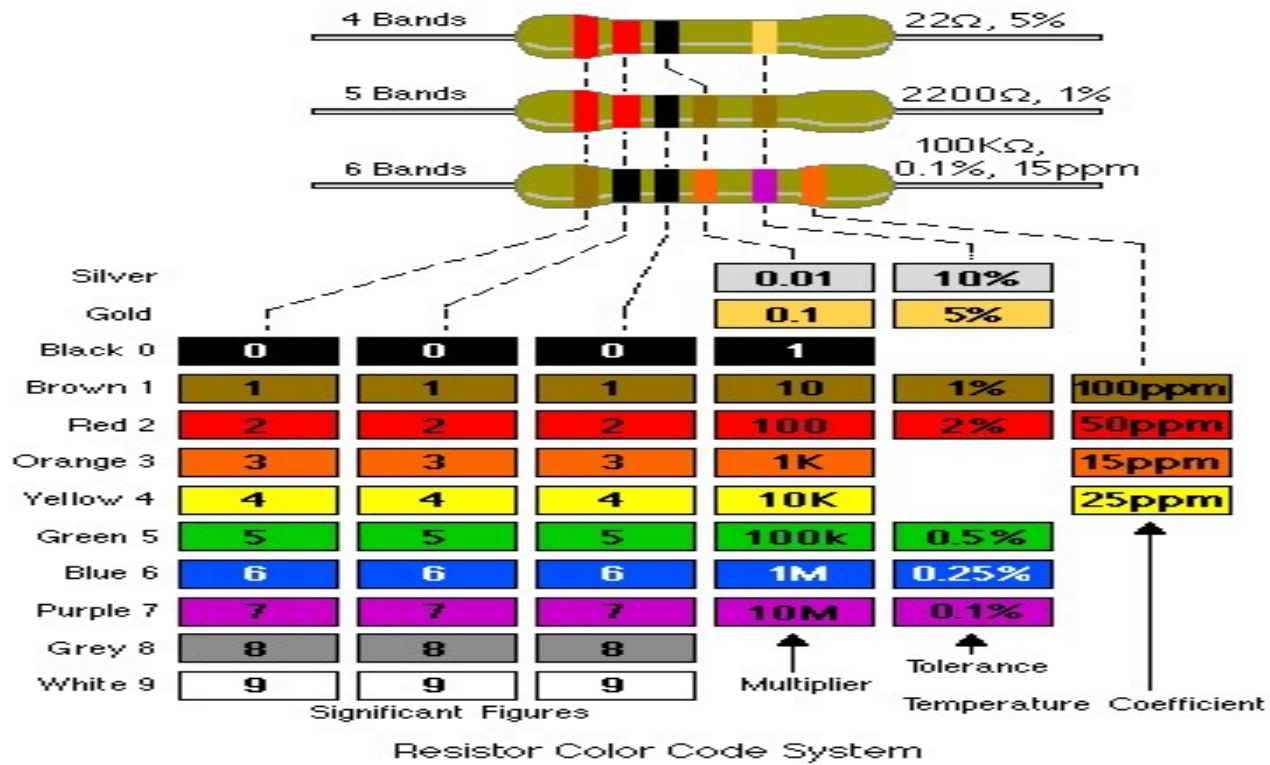 4 Bands 22Ω, 5%
5 Bands 2200Ω, 1%
100KΩ,
6 Bands 0.1%, 15ppm
Silver 0.01 10%
Gold 0.1 5%
Black 0 0 0 0 1
Brown 1 1 1 1 10 1% 100ppm
Red 2 2 2 2 100 2% 50ppm
Orange 3 3 3 3 1K 15ppm
Yellow 4 4 4 4 10K 25ppm
Green 5 5 5 5 100k 0.5%
Blue 6 6 6 6 1M 0.25%
Purple 7 7 7 7 10M 0.1%
Grey 8 8 8 8
White 9 9 9 9
Multiplier
Tolerance
Significant Figures
Temperature Coefficient
Resistor Color Code System